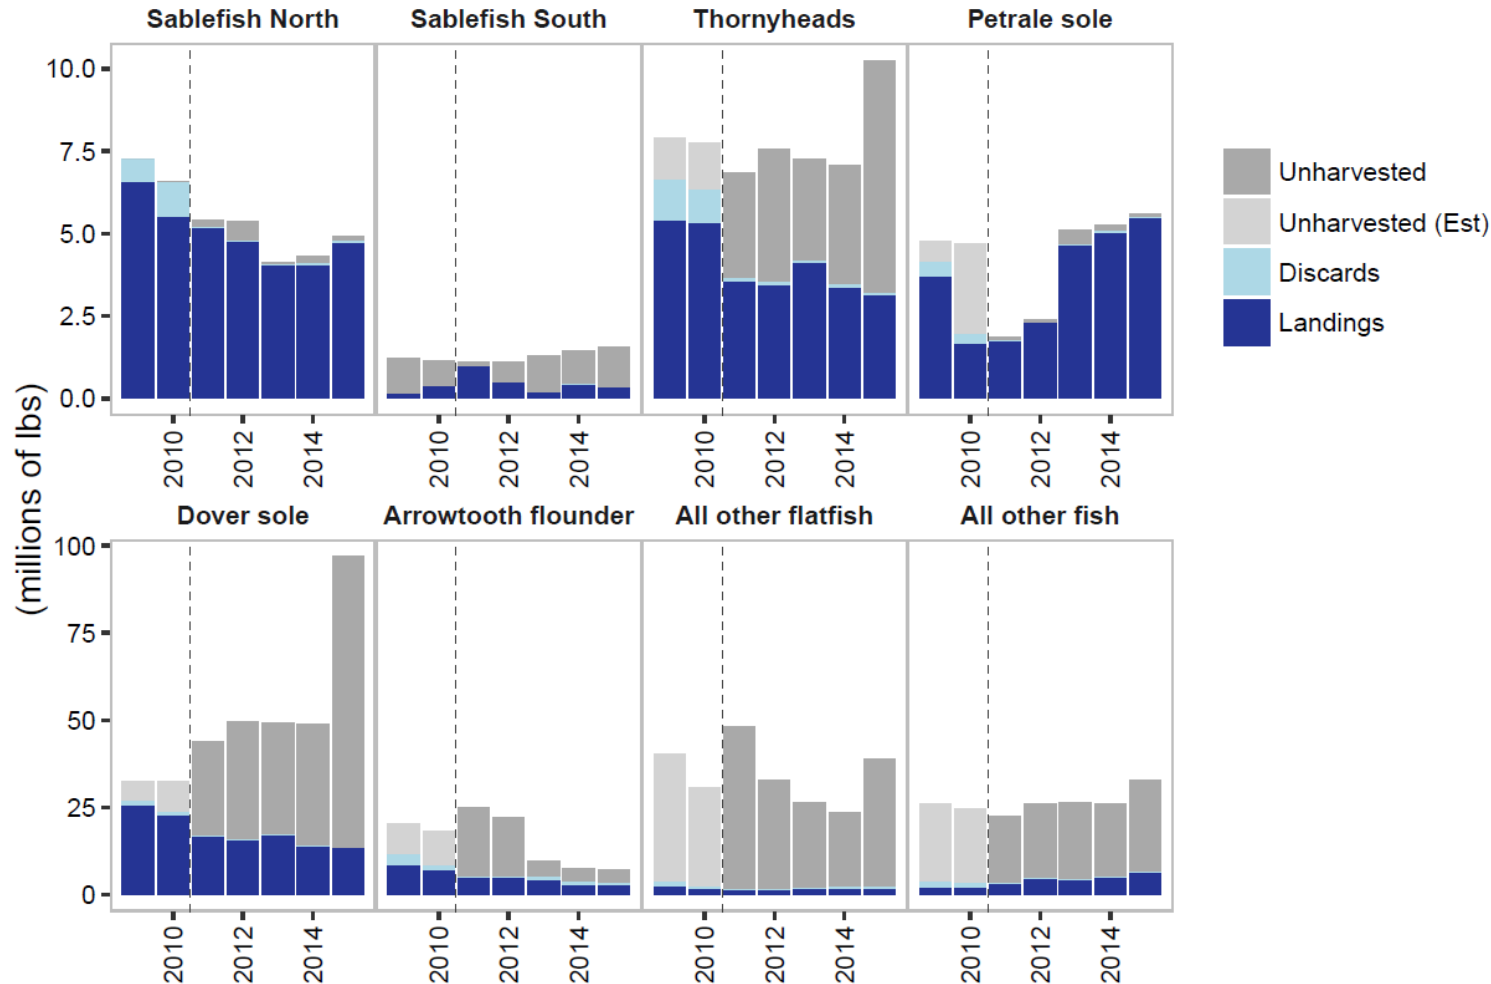 Sablefish North
Sablefish South
Thornyheads
Petrale sole
10.0
7.5
5.0
2.5
0.0
2010
2012
2014
2010
2012
2014
2010
2012
2014
2010
2012
2014
Unharvested
Unharvested (Est)
Discards
Landings
(millions of lbs)
Dover sole
Arrowtooth flounder
All other flatfish
All other fish
100
75
50
25
0
2010
2012
2014
2010
2012
2014
2010
2012
2014
2010
2012
2014